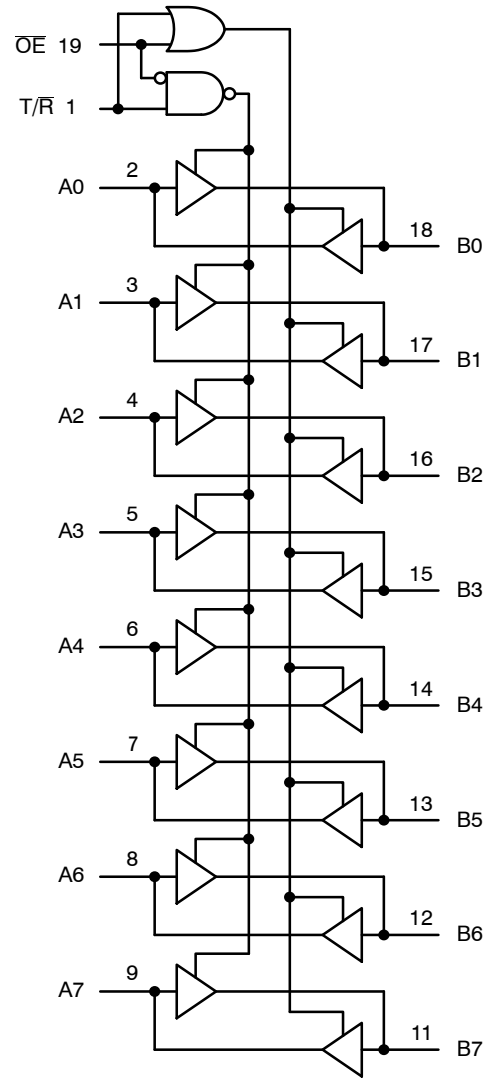 O̅E̅ 19
T/R̅ 1
A0 2
18 B0
A1 3
17 B1
A2 4
16 B2
A3 5
15 B3
A4 6
14 B4
A5 7
13 B5
A6 8
12 B6
A7 9
11 B7